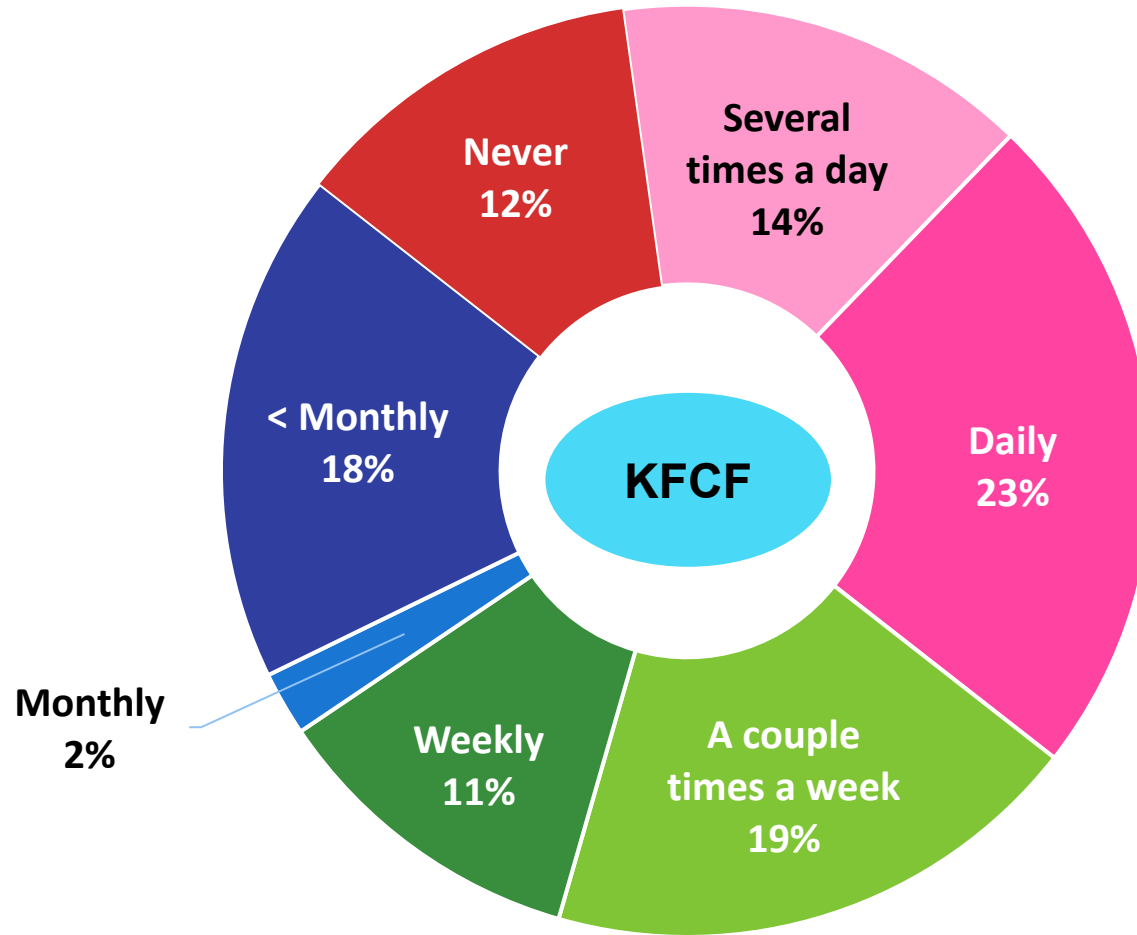 Several
times a day
14%
Daily
23%
A couple
times a week
19%
Weekly
11%
Monthly
2%
< Monthly
18%
Never
12%
KFCF